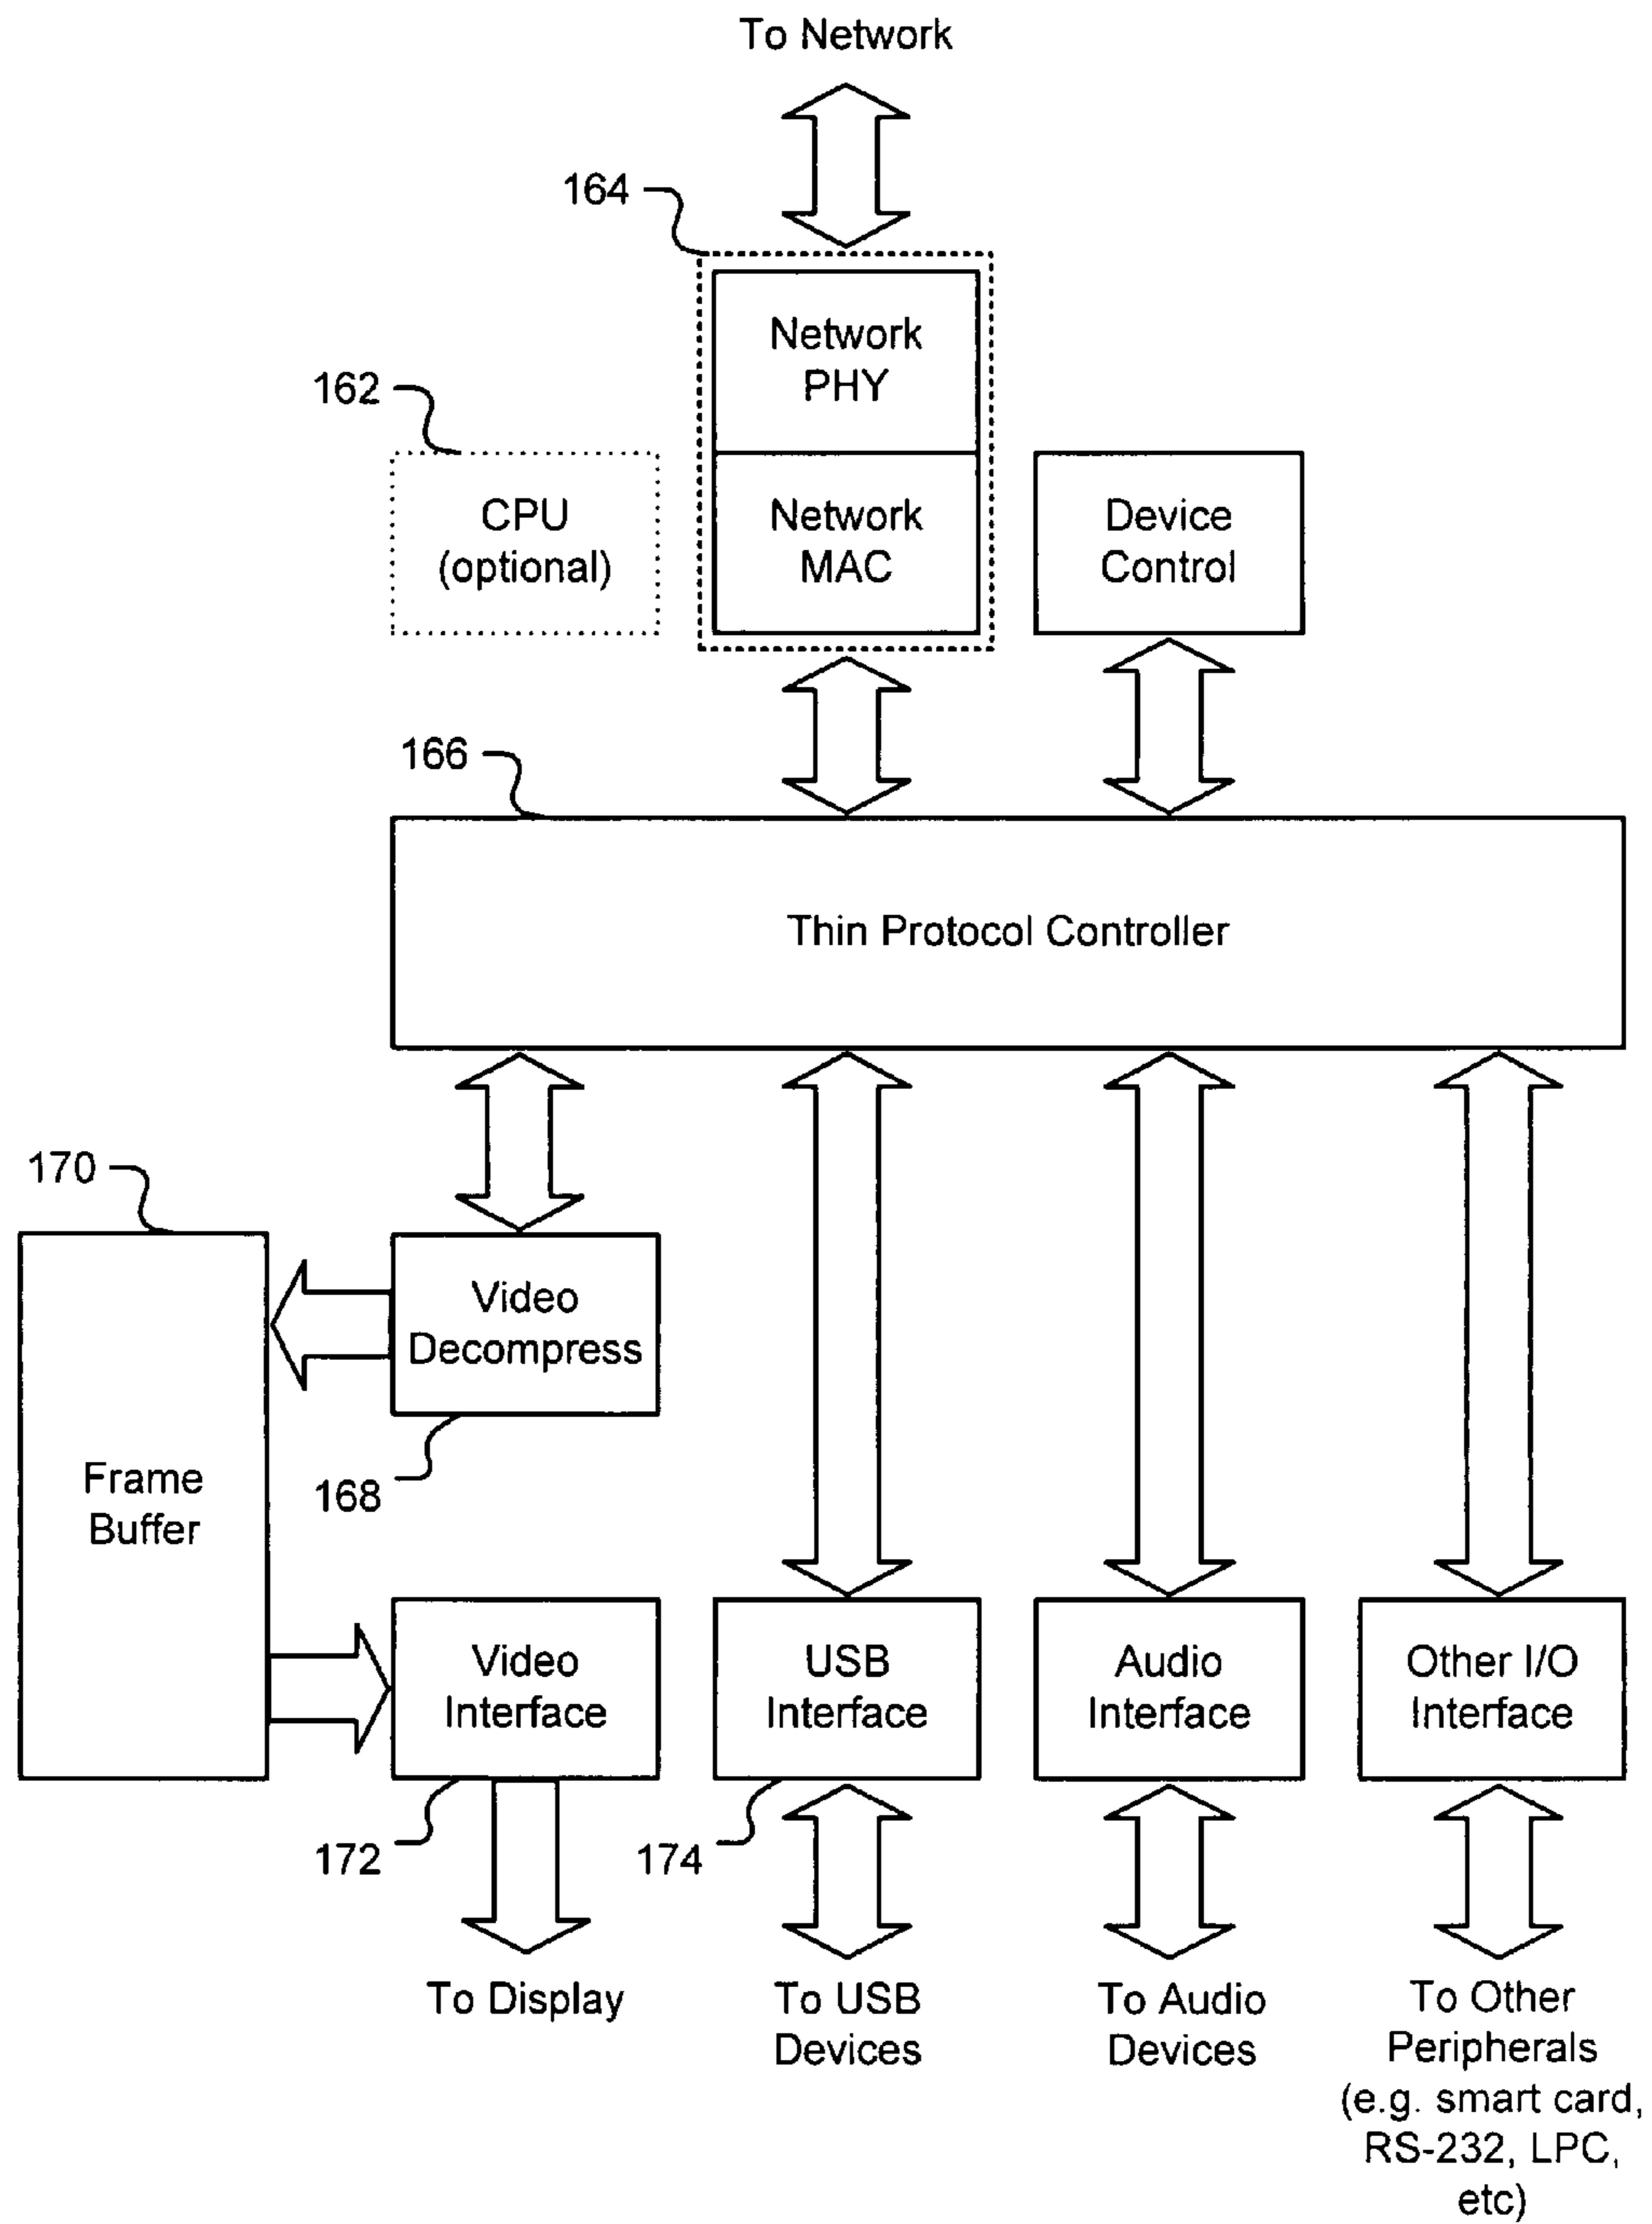 To Network
164
Network
PHY
162
CPU
(optional)
Network
MAC
Device
Control
166
Thin Protocol Controller
170
Video
Decompress
Frame
Buffer
168
Video
Interface
USB
Interface
Audio
Interface
Other I/O
Interface
172
174
To Display
To USB
Devices
To Audio
Devices
To Other
Peripherals
(e.g. smart card,
RS-232, LPC,
etc)